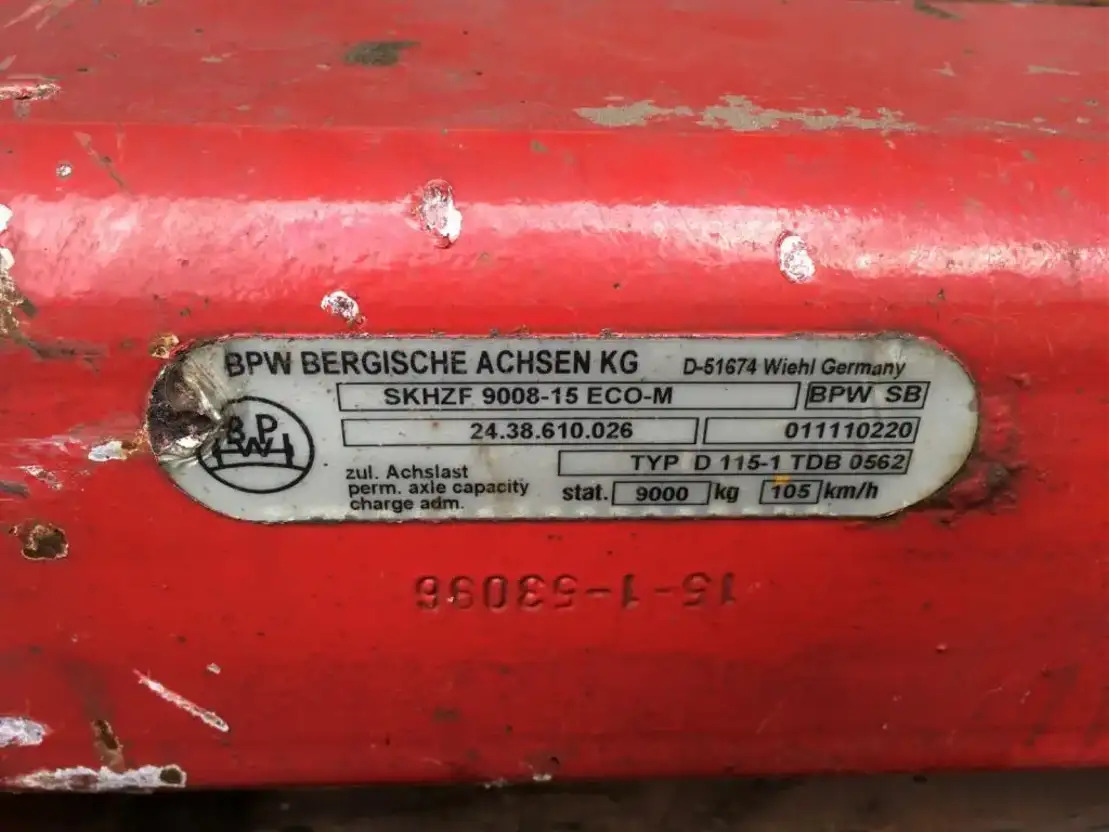 BPW BERGISCHE ACHSEN KG D-51674 Wiehl Germany
SKHZF 9008-15 ECO-M BPW SB
24.38.610.026 011110220
BPW
TYP D 115-1 TDB 0562
zul. Achslast
perm. axle capacity stat. 9000 kg 105 km/h
charge adm.
15-1-53096